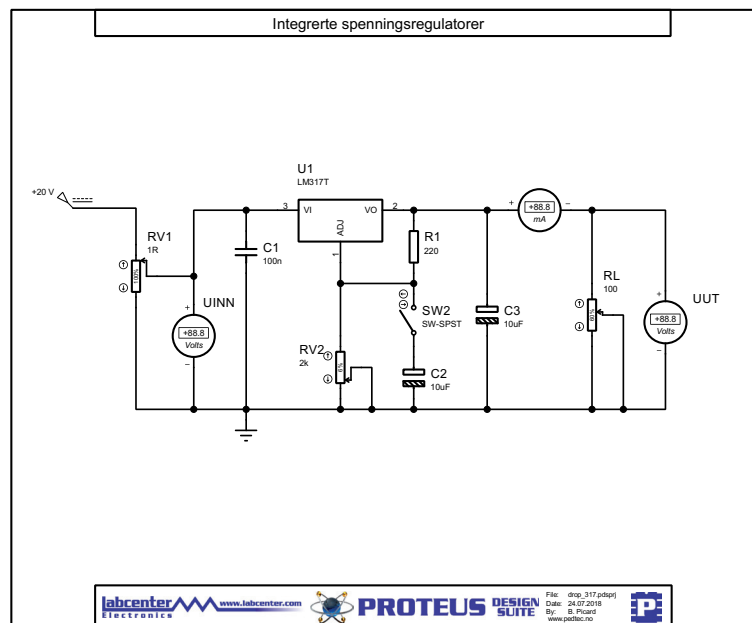 Integrerte spenningsregulatorer
U1
LM317T
+20 V
3
VI
VO
2
ADJ
1
+88.8
mA
+
−
RV1
1R
100%
C1
100n
R1
220
RL
100
60%
UINN
+
+88.8
Volts
−
SW2
SW-SPST
C3
10uF
UUT
+
+88.8
Volts
−
RV2
2k
6%
C2
10uF
labcenter
Electronics
www.labcenter.com
PROTEUS DESIGN SUITE
File: drop_317.pdsprj
Date: 24.07.2018
By: B. Picard
www.pedtec.no
P